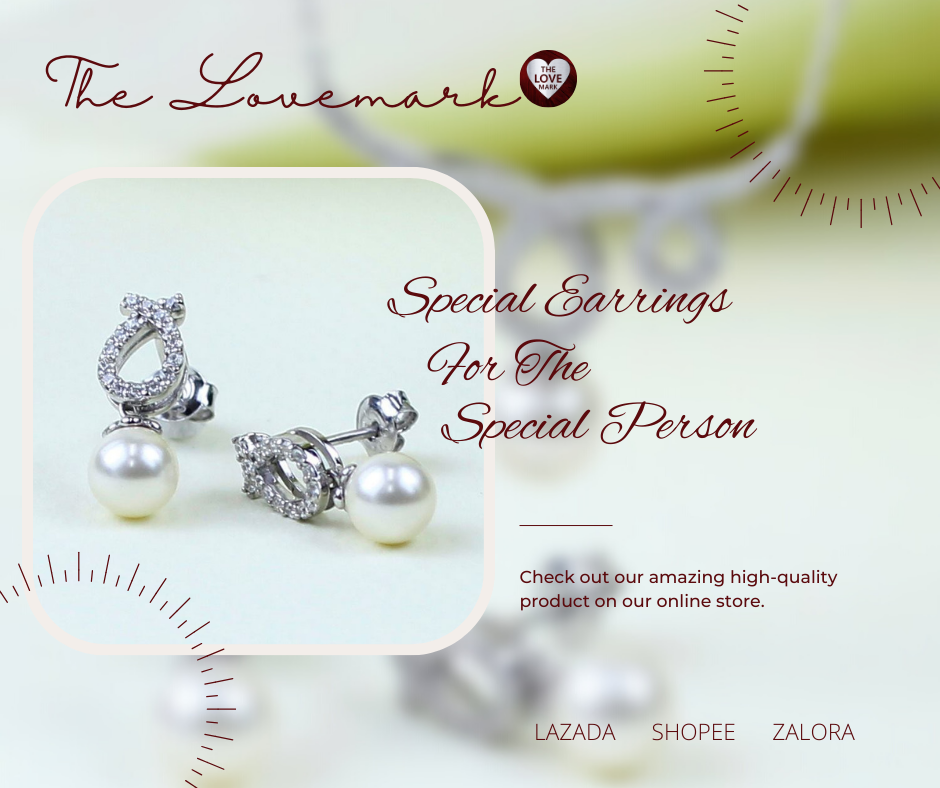 The Lovemark
THE
LOVE
MARK
Special Earrings
For The
Special Person
Check out our amazing high-quality
product on our online store.
LAZADA SHOPEE ZALORA